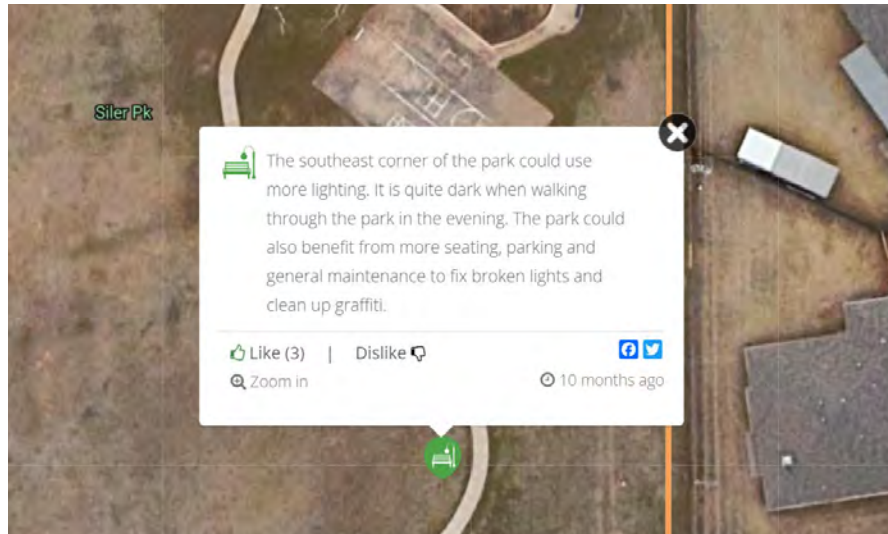 Siler Pk
The southeast corner of the park could use
more lighting. It is quite dark when walking
through the park in the evening. The park could
also benefit from more seating, parking and
general maintenance to fix broken lights and
clean up graffiti.
Like (3) | Dislike
Zoom in 10 months ago